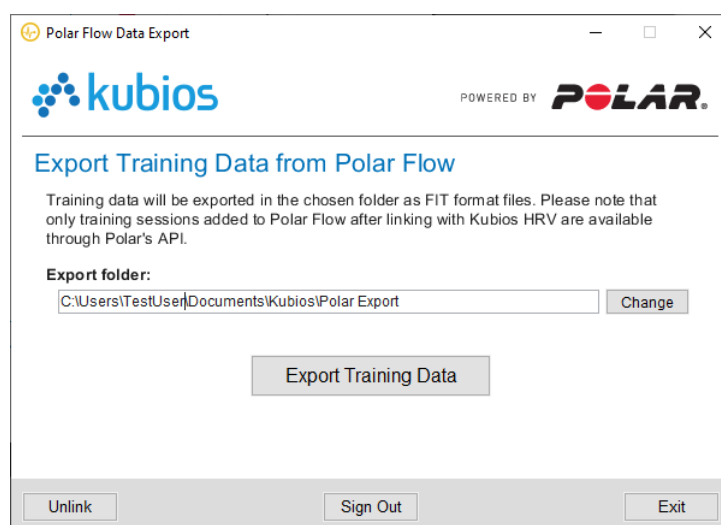 Polar Flow Data Export
kubios
POWERED BY POLAR.
Export Training Data from Polar Flow
Training data will be exported in the chosen folder as FIT format files. Please note that
only training sessions added to Polar Flow after linking with Kubios HRV are available
through Polar's API.
Export folder:
C:\Users\TestUser\Documents\Kubios\Polar Export
Change
Export Training Data
Unlink
Sign Out
Exit